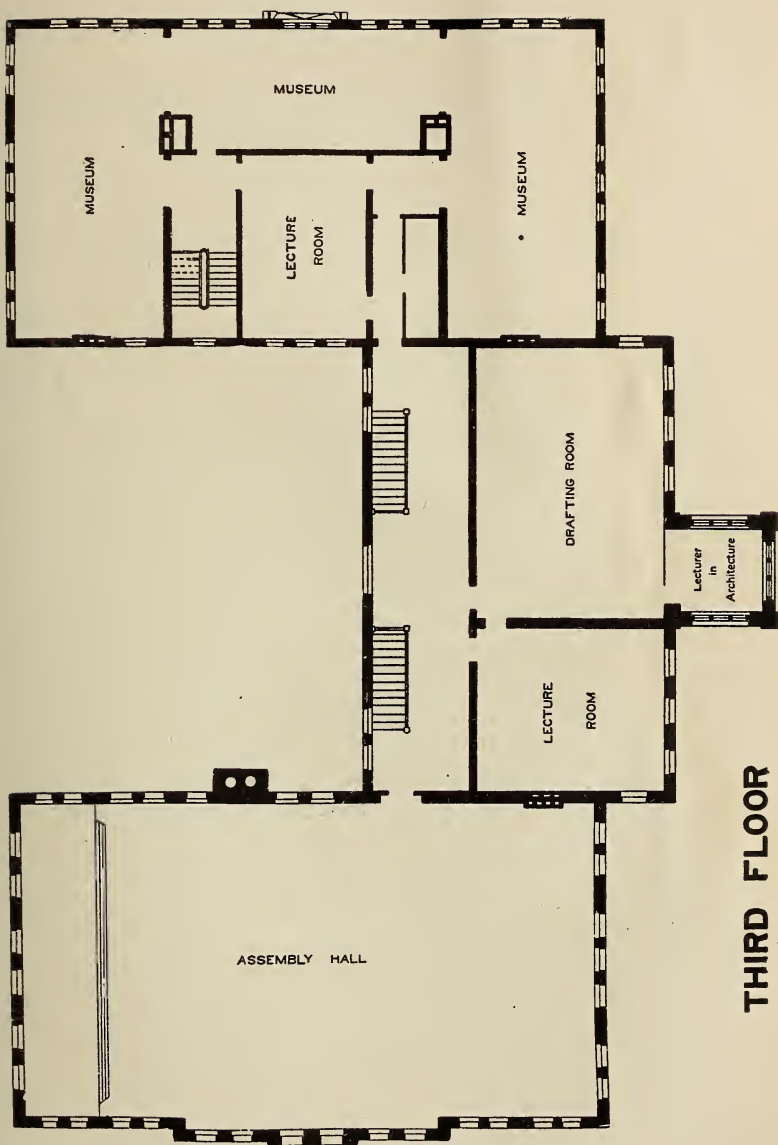 MUSEUM
MUSEUM
MUSEUM
LECTURE
ROOM
DRAFTING ROOM
Lecturer
in
Architecture
LECTURE
ROOM
ASSEMBLY HALL
THIRD FLOOR